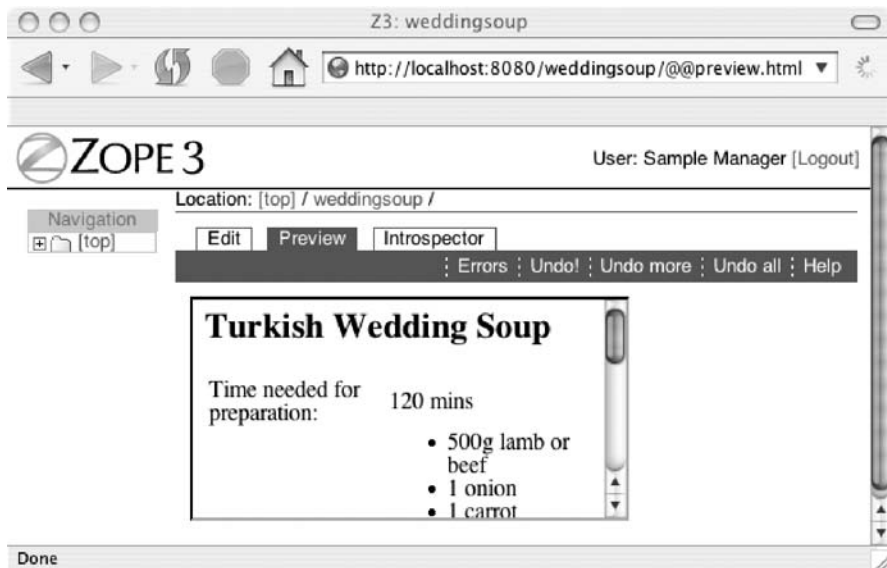 Z3: weddingsoup
http://localhost:8080/weddingsoup/@@preview.html
ZOPE 3
User: Sample Manager [Logout]
Location: [top] / weddingsoup /
Navigation
[top]
Edit Preview Introspector
Errors Undo! Undo more Undo all Help
Turkish Wedding Soup
Time needed for
preparation:
120 mins
• 500g lamb or
beef
• 1 onion
• 1 carrot
Done